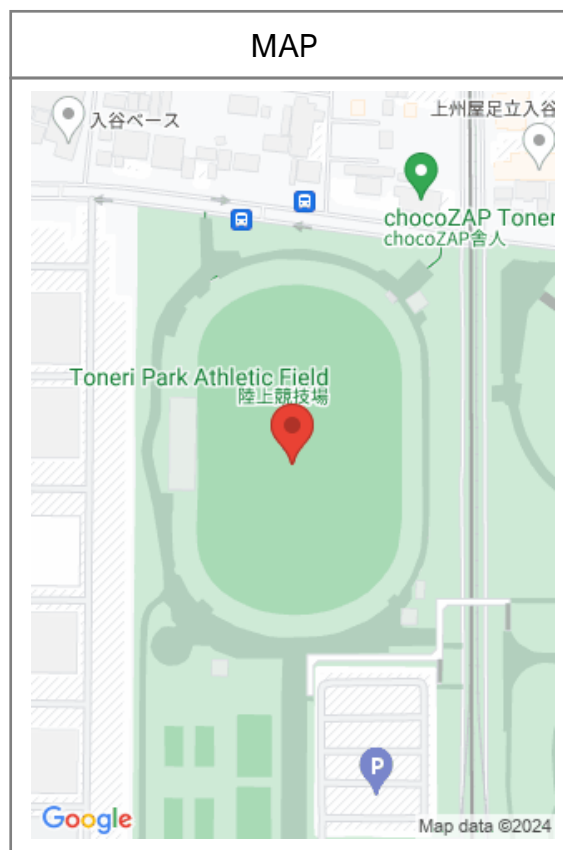 MAP
入谷ベース
上州屋足立入谷
chocoZAP Toner
chocoZAP舎人
Toneri Park Athletic Field
陸上競技場
P
Google
Map data ©2024